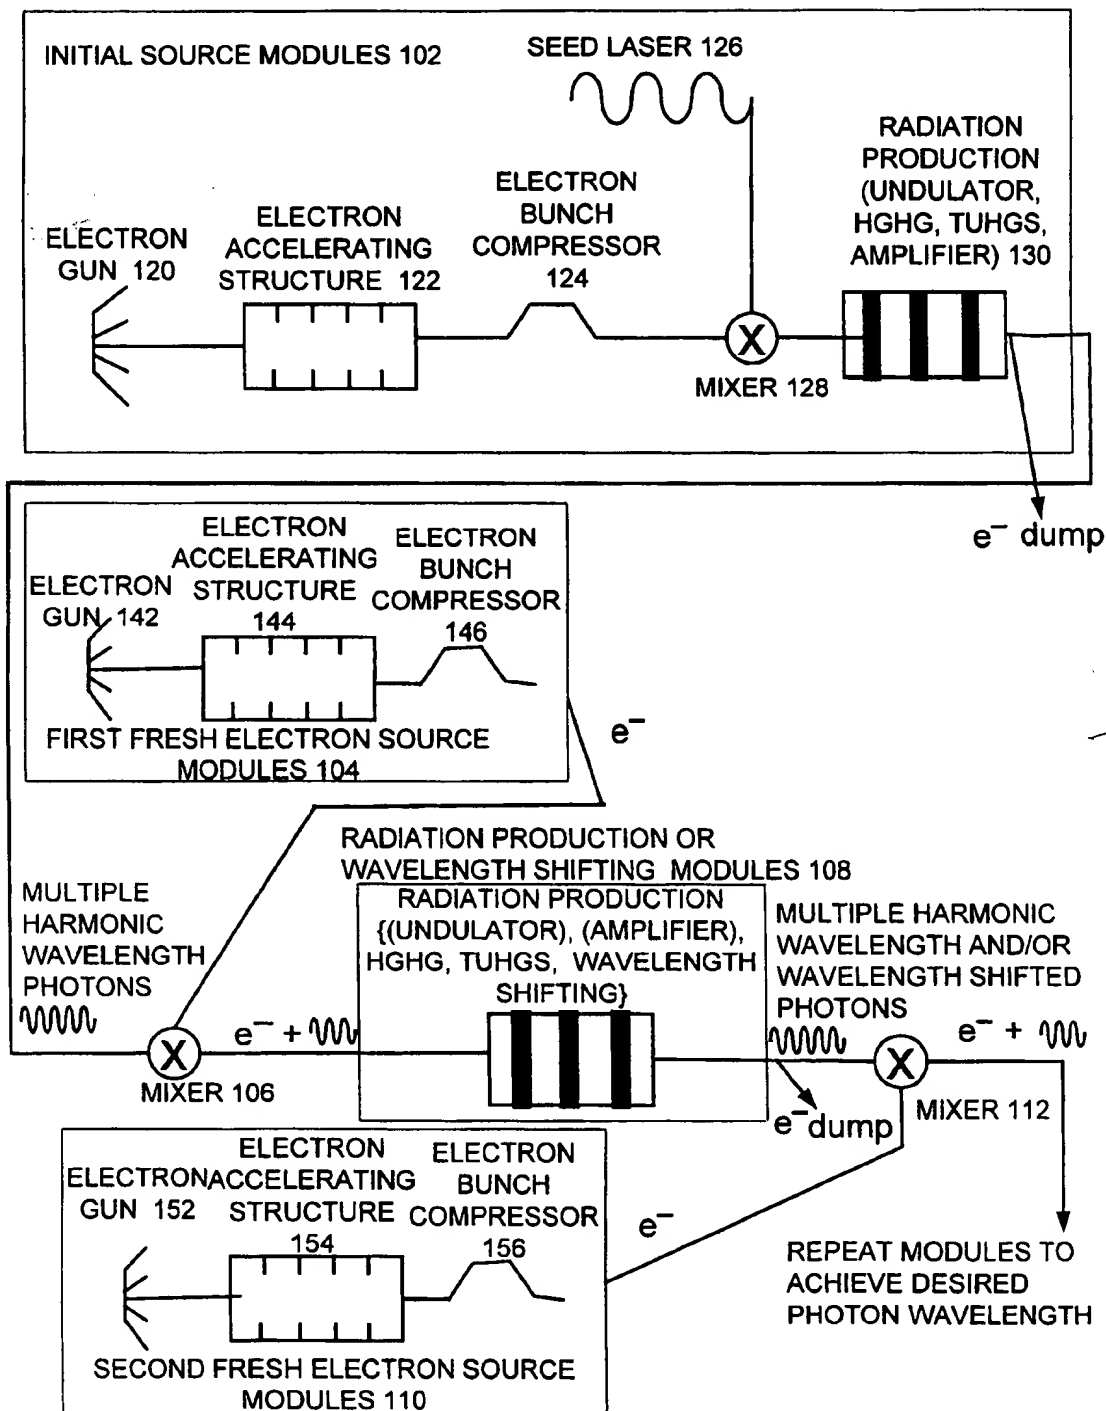 INITIAL SOURCE MODULES 102
SEED LASER 126
RADIATION
PRODUCTION
(UNDULATOR,
HGHG, TUHGS,
AMPLIFIER) 130
ELECTRON
BUNCH
COMPRESSOR
124
ELECTRON
ACCELERATING
STRUCTURE 122
ELECTRON
GUN 120
X
MIXER 128
e− dump
ELECTRON
ACCELERATING
STRUCTURE
144
ELECTRON
BUNCH
COMPRESSOR
146
ELECTRON
GUN 142
FIRST FRESH ELECTRON SOURCE
MODULES 104
e−
RADIATION PRODUCTION OR
WAVELENGTH SHIFTING MODULES 108
RADIATION PRODUCTION
{(UNDULATOR), (AMPLIFIER),
HGHG, TUHGS, WAVELENGTH
SHIFTING}
MULTIPLE
HARMONIC
WAVELENGTH
PHOTONS
MULTIPLE HARMONIC
WAVELENGTH AND/OR
WAVELENGTH SHIFTED
PHOTONS
X
MIXER 106
e− +
e− dump
X
MIXER 112
e− +
ELECTRON
ACCELERATING
STRUCTURE
154
ELECTRON
BUNCH
COMPRESSOR
156
ELECTRON
GUN 152
SECOND FRESH ELECTRON SOURCE
MODULES 110
e−
REPEAT MODULES TO
ACHIEVE DESIRED
PHOTON WAVELENGTH